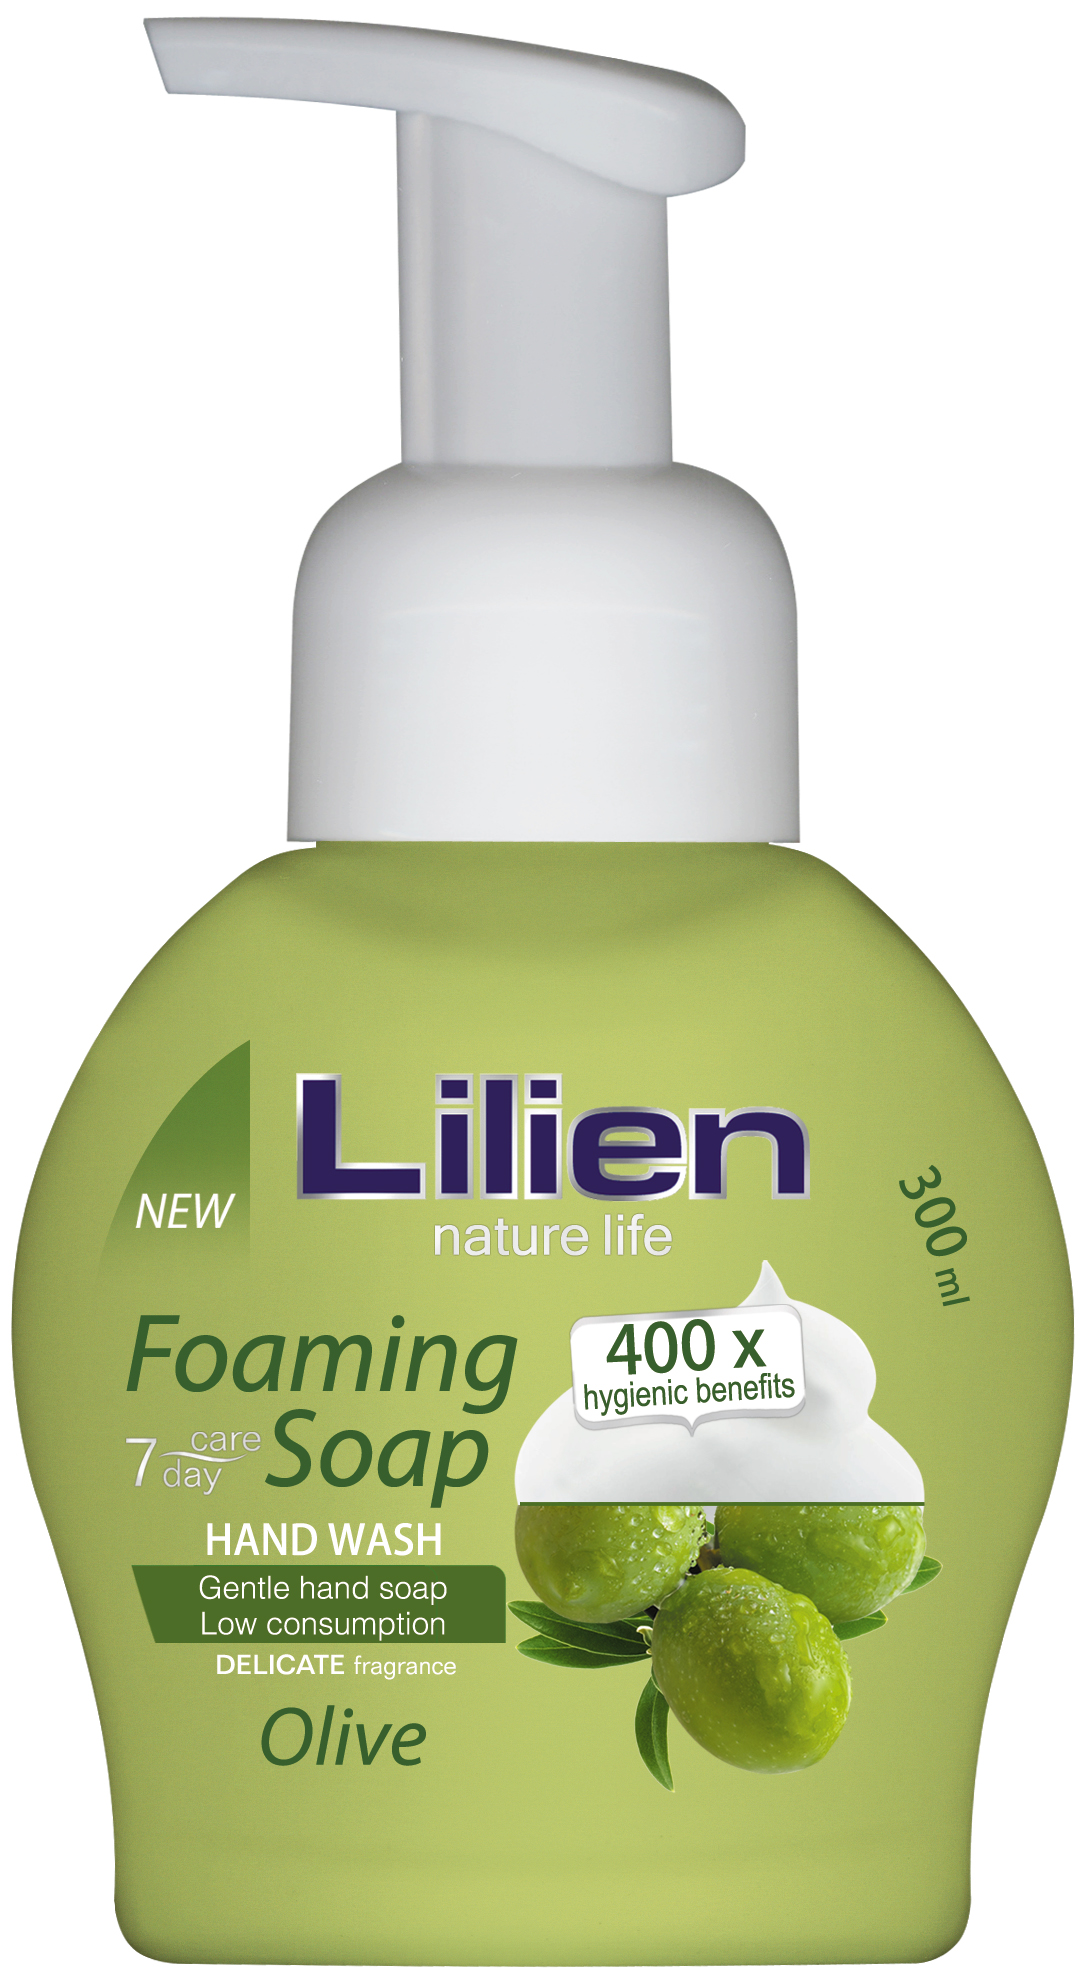 NEW
Lilien
nature life
300 ml
Foaming
Soap
7 care
day
400 x
hygienic benefits
HAND WASH
Gentle hand soap
Low consumption
DELICATE fragrance
Olive